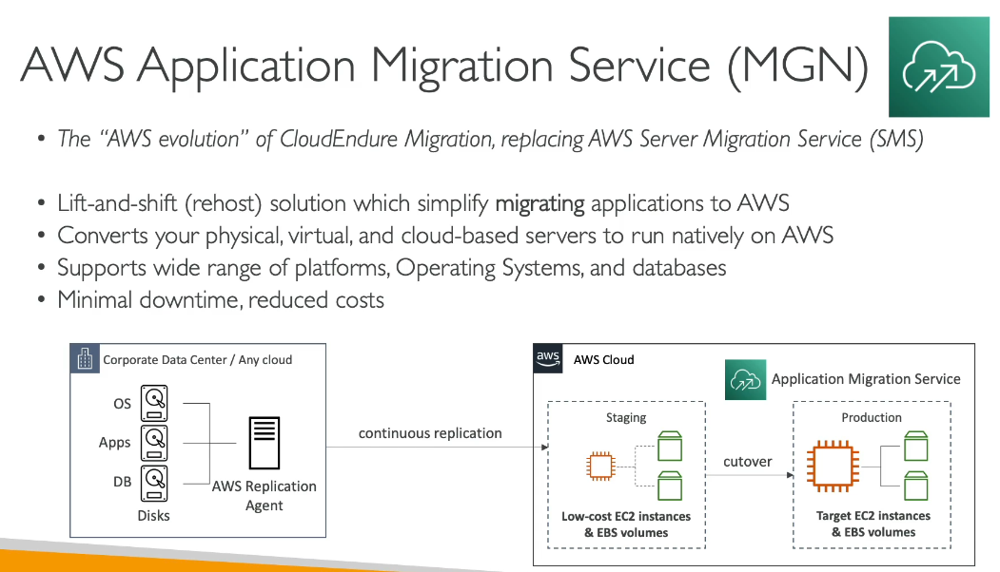 AWS Application Migration Service (MGN)
• The “AWS evolution” of CloudEndure Migration, replacing AWS Server Migration Service (SMS)
• Lift-and-shift (rehost) solution which simplify migrating applications to AWS
• Converts your physical, virtual, and cloud-based servers to run natively on AWS
• Supports wide range of platforms, Operating Systems, and databases
• Minimal downtime, reduced costs
Corporate Data Center / Any cloud
OS
Apps
DB
Disks
AWS Replication
Agent
continuous replication
aws
AWS Cloud
Application Migration Service
Staging
Low-cost EC2 instances
& EBS volumes
cutover
Production
Target EC2 instances
& EBS volumes